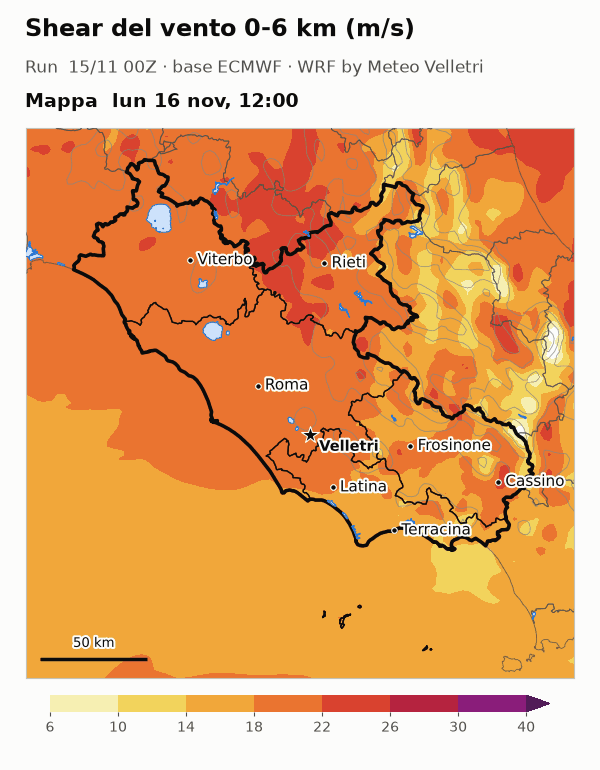 Shear del vento 0-6 km (m/s)
Run  15/11 00Z · base ECMWF · WRF by Meteo Velletri
Mappa  lun 16 nov, 12:00
Viterbo
Rieti
Roma
Velletri
Frosinone
Latina
Cassino
Terracina
50 km
6 10 14 18 22 26 30 40